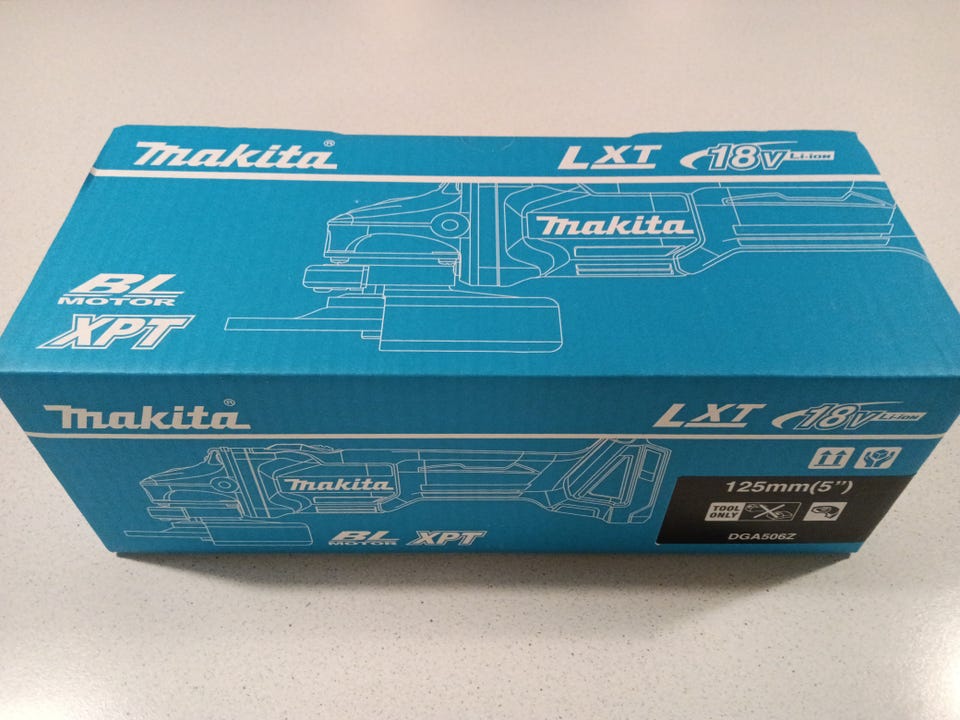 Makita®
LXT 18V Li-ion
Makita
BL
MOTOR
XPT
Makita®
LXT 18V Li-ion
Makita
BL
MOTOR
XPT
125mm(5")
TOOL
ONLY
DGA506Z